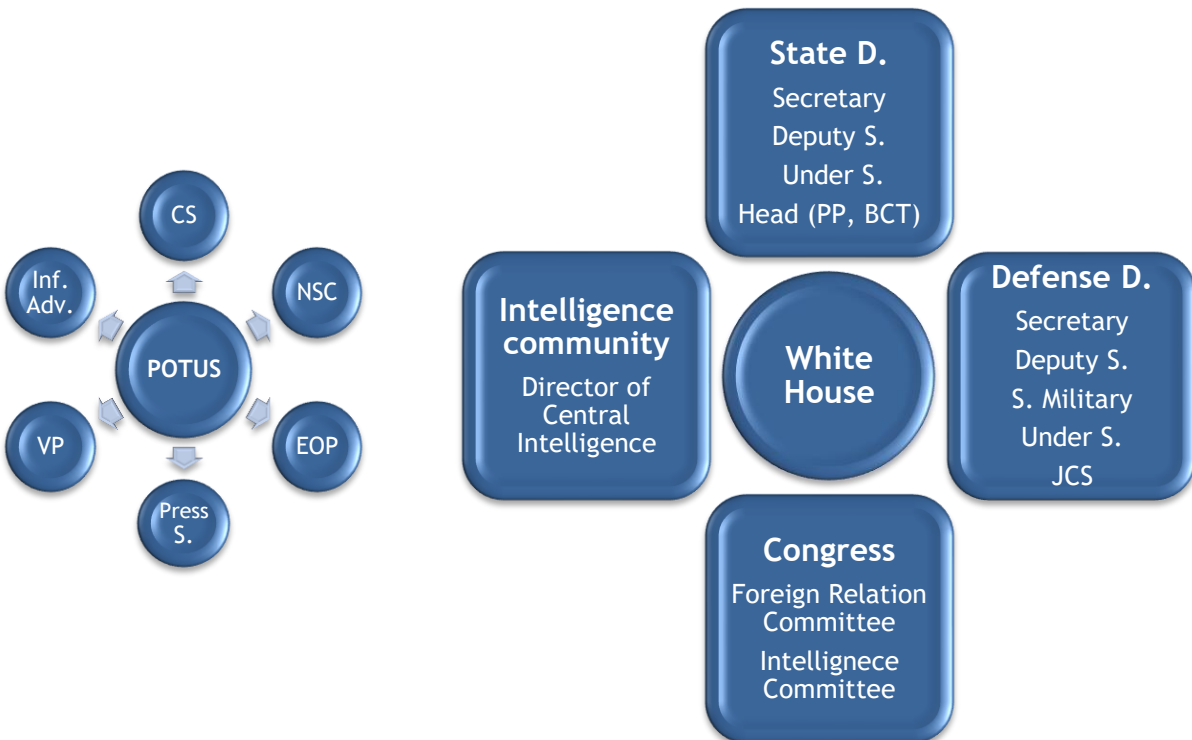 CS
Inf.
Adv.
NSC
POTUS
VP
EOP
Press
S.
State D.
Secretary
Deputy S.
Under S.
Head (PP, BCT)
Intelligence
community
Director of
Central
Intelligence
White
House
Defense D.
Secretary
Deputy S.
S. Military
Under S.
JCS
Congress
Foreign Relation
Committee
Intellignece
Committee